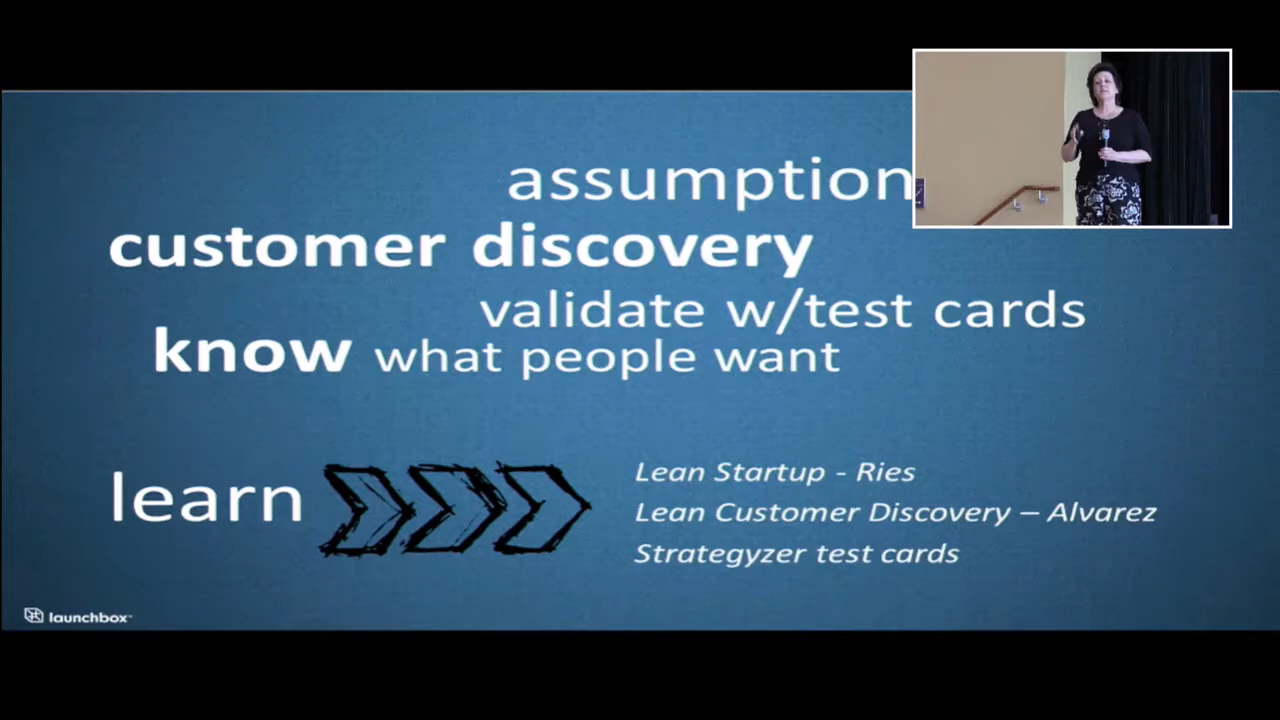 assumption
customer discovery
validate w/test cards
know what people want
learn
Lean Startup - Ries
Lean Customer Discovery – Alvarez
Strategyzer test cards
launchbox™